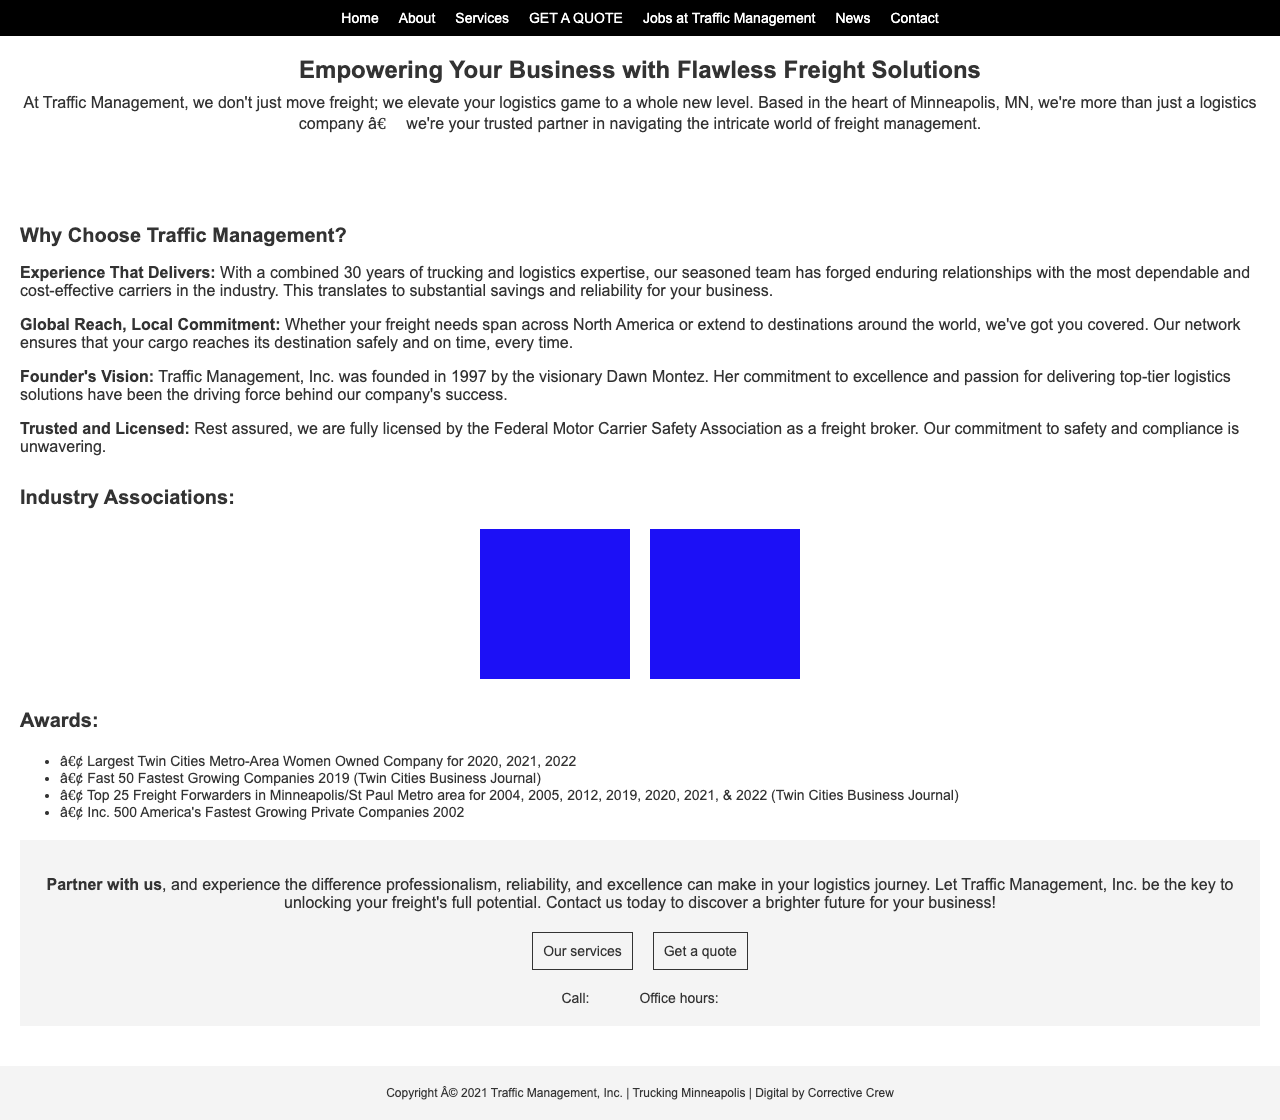 Home About Services GET A QUOTE Jobs at Traffic Management News Contact
Empowering Your Business with Flawless Freight Solutions
At Traffic Management, we don't just move freight; we elevate your logistics game to a whole new level. Based in the heart of Minneapolis, MN, we're more than just a logistics
company â€ we're your trusted partner in navigating the intricate world of freight management.
Why Choose Traffic Management?
Experience That Delivers: With a combined 30 years of trucking and logistics expertise, our seasoned team has forged enduring relationships with the most dependable and
cost-effective carriers in the industry. This translates to substantial savings and reliability for your business.
Global Reach, Local Commitment: Whether your freight needs span across North America or extend to destinations around the world, we've got you covered. Our network
ensures that your cargo reaches its destination safely and on time, every time.
Founder's Vision: Traffic Management, Inc. was founded in 1997 by the visionary Dawn Montez. Her commitment to excellence and passion for delivering top-tier logistics
solutions have been the driving force behind our company's success.
Trusted and Licensed: Rest assured, we are fully licensed by the Federal Motor Carrier Safety Association as a freight broker. Our commitment to safety and compliance is
unwavering.
Industry Associations:
Awards:
• â€¢ Largest Twin Cities Metro-Area Women Owned Company for 2020, 2021, 2022
• â€¢ Fast 50 Fastest Growing Companies 2019 (Twin Cities Business Journal)
• â€¢ Top 25 Freight Forwarders in Minneapolis/St Paul Metro area for 2004, 2005, 2012, 2019, 2020, 2021, & 2022 (Twin Cities Business Journal)
• â€¢ Inc. 500 America's Fastest Growing Private Companies 2002
Partner with us, and experience the difference professionalism, reliability, and excellence can make in your logistics journey. Let Traffic Management, Inc. be the key to
unlocking your freight's full potential. Contact us today to discover a brighter future for your business!
Our services Get a quote
Call: Office hours:
Copyright Â© 2021 Traffic Management, Inc. | Trucking Minneapolis | Digital by Corrective Crew